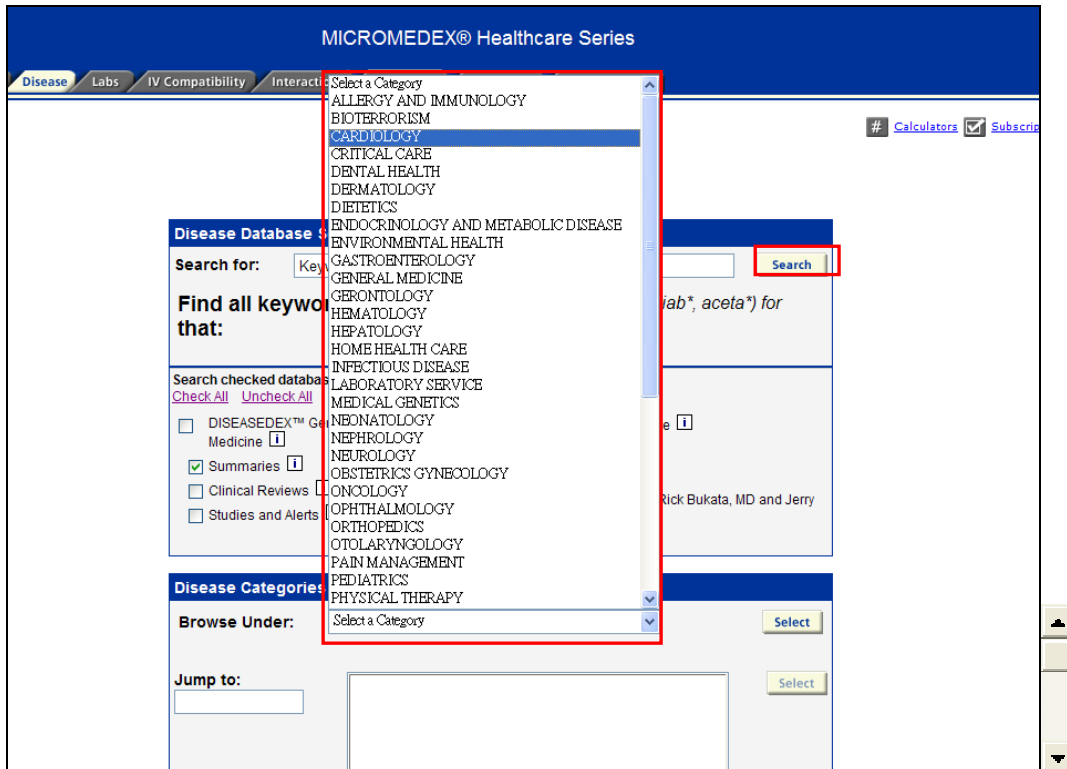 MICROMEDEX® Healthcare Series
Disease Labs IV Compatibility
Select a Category
ALLERGY AND IMMUNOLOGY
BIOTERRORISM
CARDIOLOGY
CRITICAL CARE
DENTAL HEALTH
DERMATOLOGY
DIETETICS
ENDOCRINOLOGY AND METABOLIC DISEASE
ENVIRONMENTAL HEALTH
GASTROENTEROLOGY
GENERAL MEDICINE
GERONTOLOGY
HEMATOLOGY
HEPATOLOGY
HOME HEALTH CARE
INFECTIOUS DISEASE
LABORATORY SERVICE
MEDICAL GENETICS
NEONATOLOGY
NEPHROLOGY
NEUROLOGY
OBSTETRICS GYNECOLOGY
ONCOLOGY
OPHTHALMOLOGY
ORTHOPEDICS
OTOLARYNGOLOGY
PAIN MANAGEMENT
PEDIATRICS
PHYSICAL THERAPY
# Calculators Subscrip
Disease Database
Search for: Search
Find all iab*, aceta*) for
that:
Search checked
Check All Uncheck All
DISEASEDEX™
Medicine i e i
Summaries i
Clinical Reviews
Rick Bukata, MD and Jerry
Studies and Alerts
Disease Categories
Browse Under: Select a Category Select
Jump to: Select